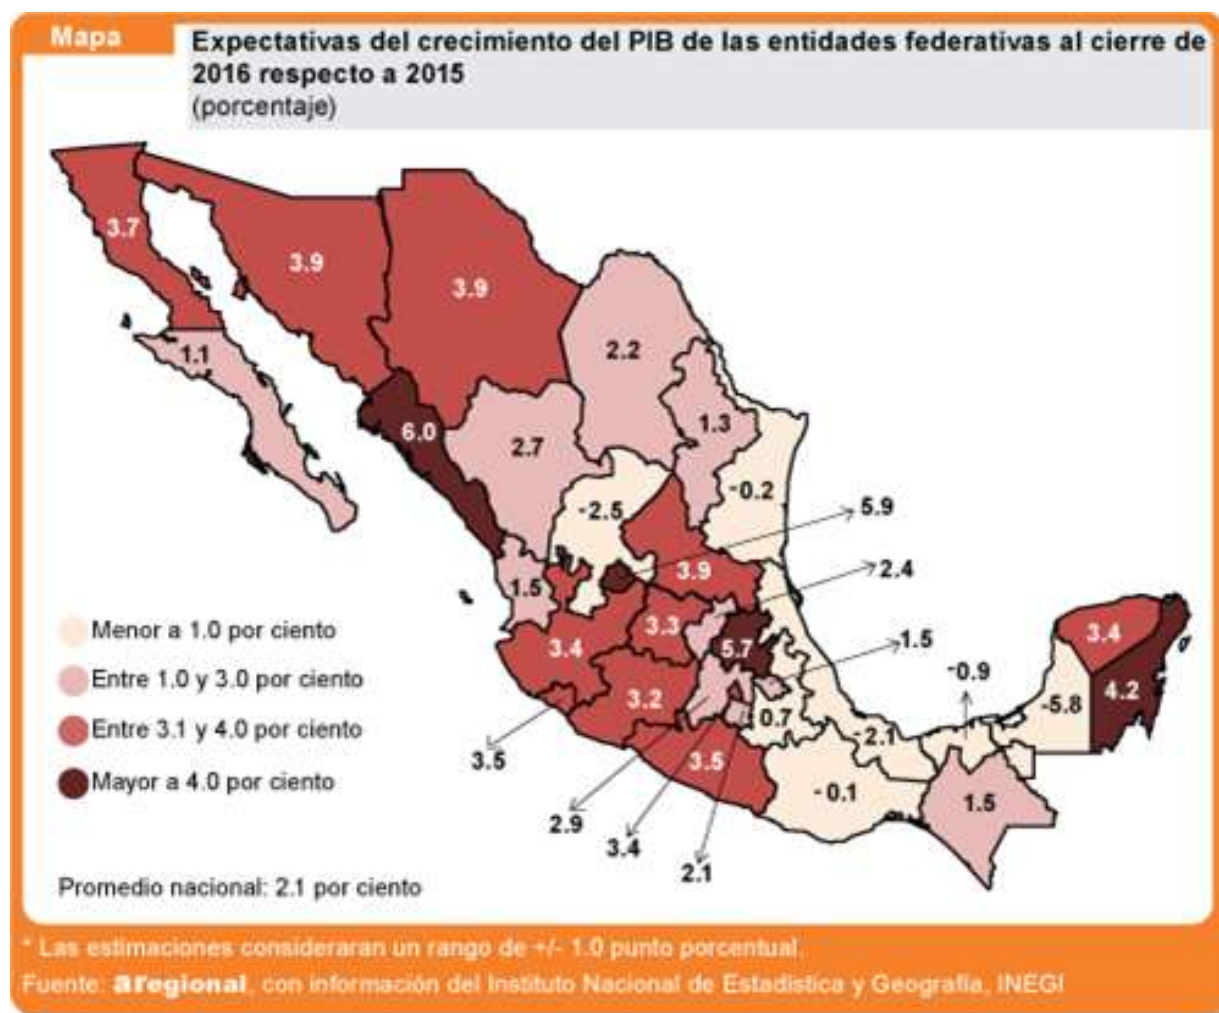 Mapa
Expectativas del crecimiento del PIB de las entidades federativas al cierre de
2016 respecto a 2015
(porcentaje)
3.7
3.9
3.9
1.1
2.2
6.0
2.7
1.3
-2.5
-0.2
5.9
1.5
3.9
2.4
Menor a 1.0 por ciento
3.3
3.4
5.7
1.5
3.4
Entre 1.0 y 3.0 por ciento
-0.9
4.2
3.2
0.7
-5.8
Entre 3.1 y 4.0 por ciento
-2.1
3.5
3.5
Mayor a 4.0 por ciento
-0.1
1.5
2.9
3.4
2.1
Promedio nacional: 2.1 por ciento
* Las estimaciones consideraran un rango de +/- 1.0 punto porcentual.
Fuente: aregional, con información del Instituto Nacional de Estadística y Geografía, INEGI